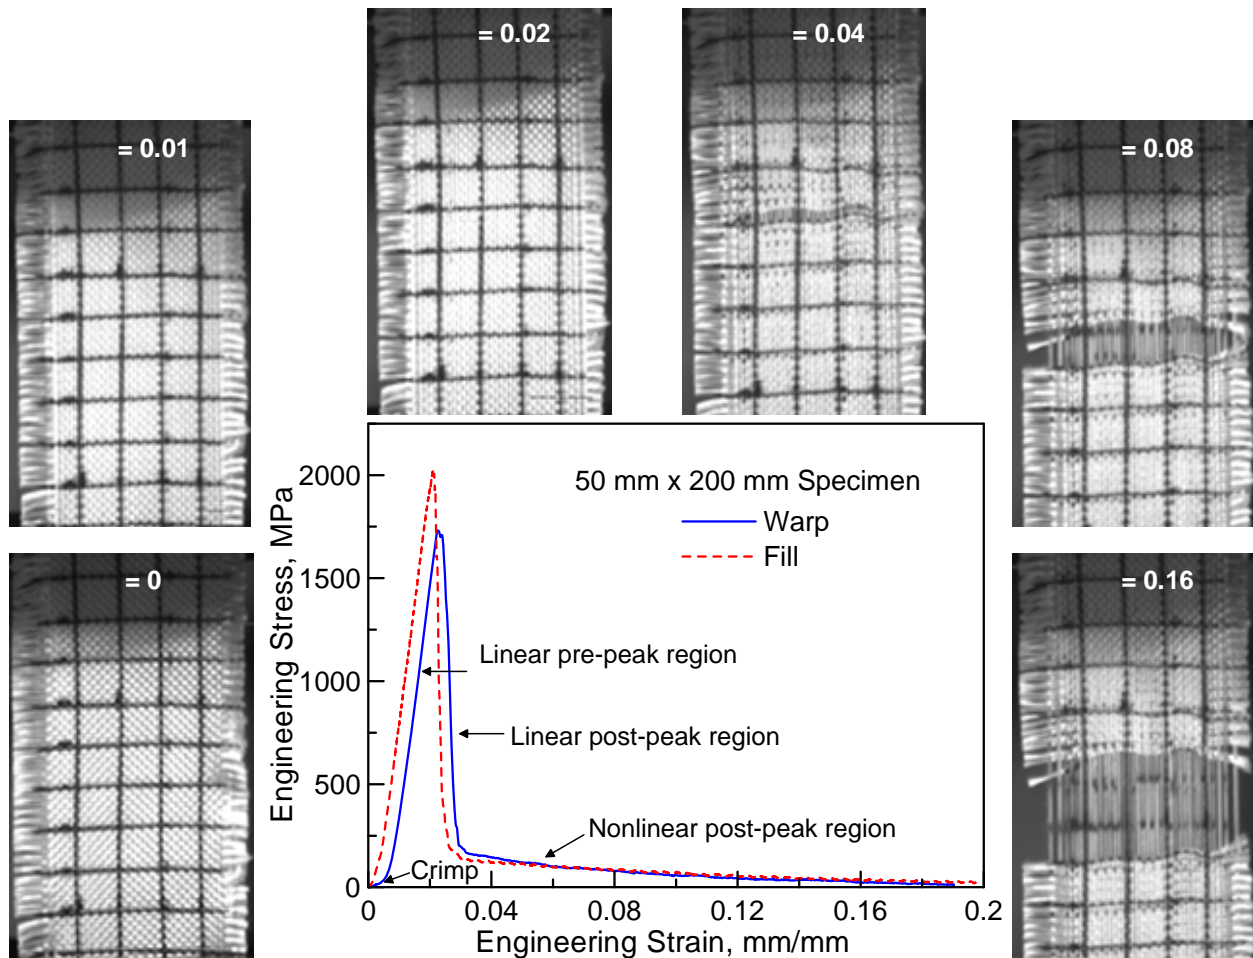 = 0.02
= 0.04
= 0.01
= 0.08
= 0
= 0.16
50 mm x 200 mm Specimen
Warp
Fill
Linear pre-peak region
Linear post-peak region
Nonlinear post-peak region
Crimp
Engineering Stress, MPa
2000
1500
1000
500
0
0
0.04
0.08
0.12
0.16
0.2
Engineering Strain, mm/mm